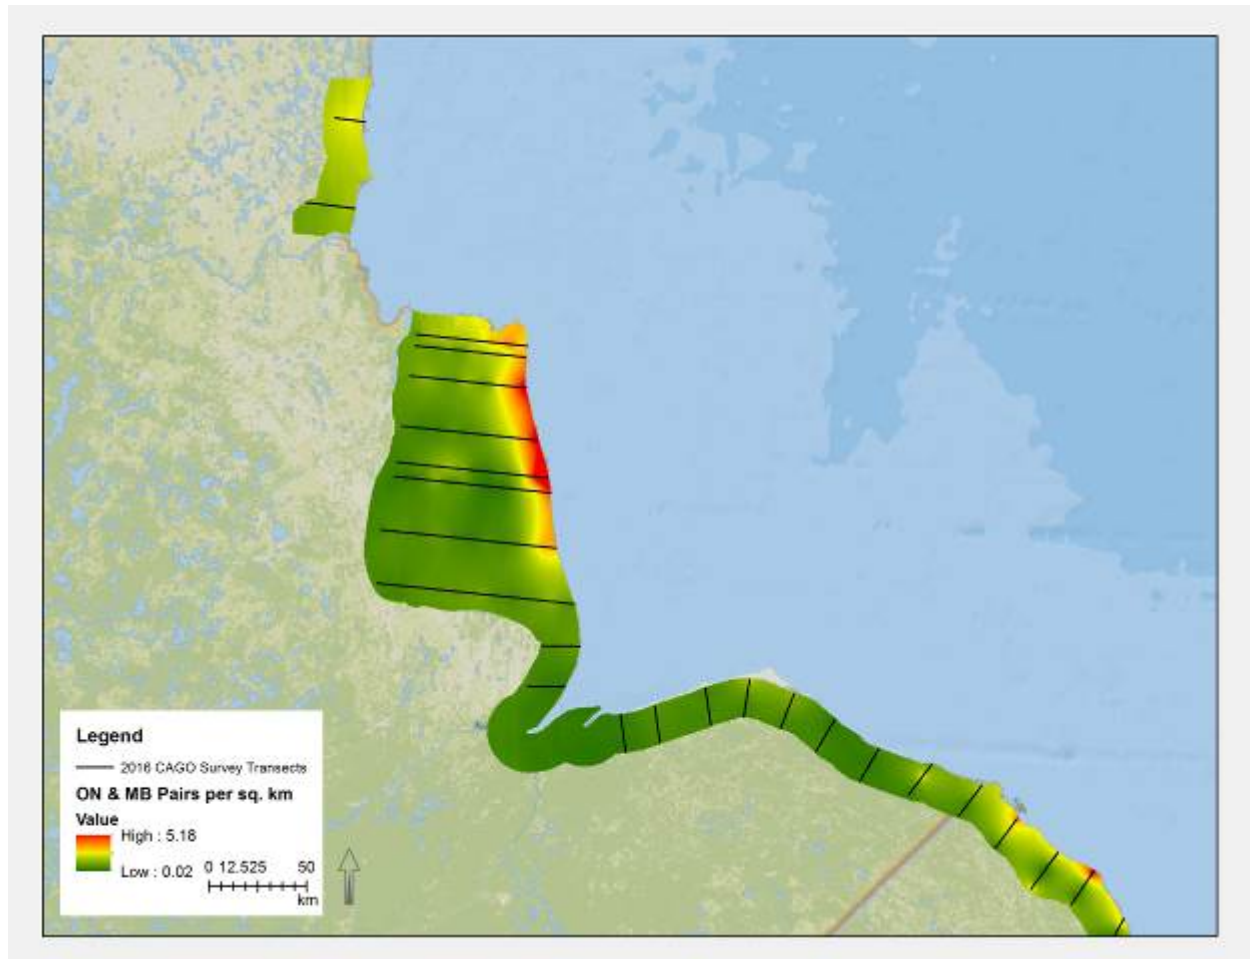 Legend
2016 CAGO Survey Transects
ON & MB Pairs per sq. km
Value
High : 5.18
Low : 0.02
0 12.525 50
km